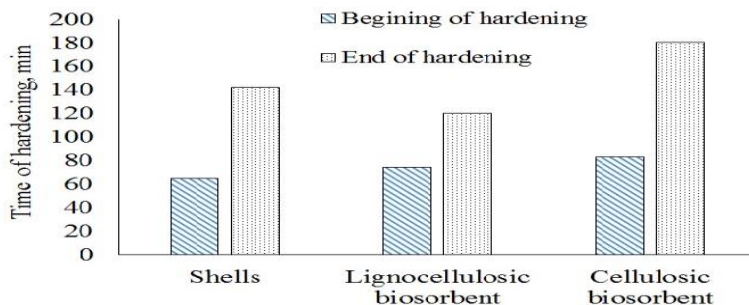 200
180
160
140
120
100
80
60
40
20
0
Time of hardening, min
Begining of hardening
End of hardening
Shells
Lignocellulosic
biosorbent
Cellulosic
biosorbent